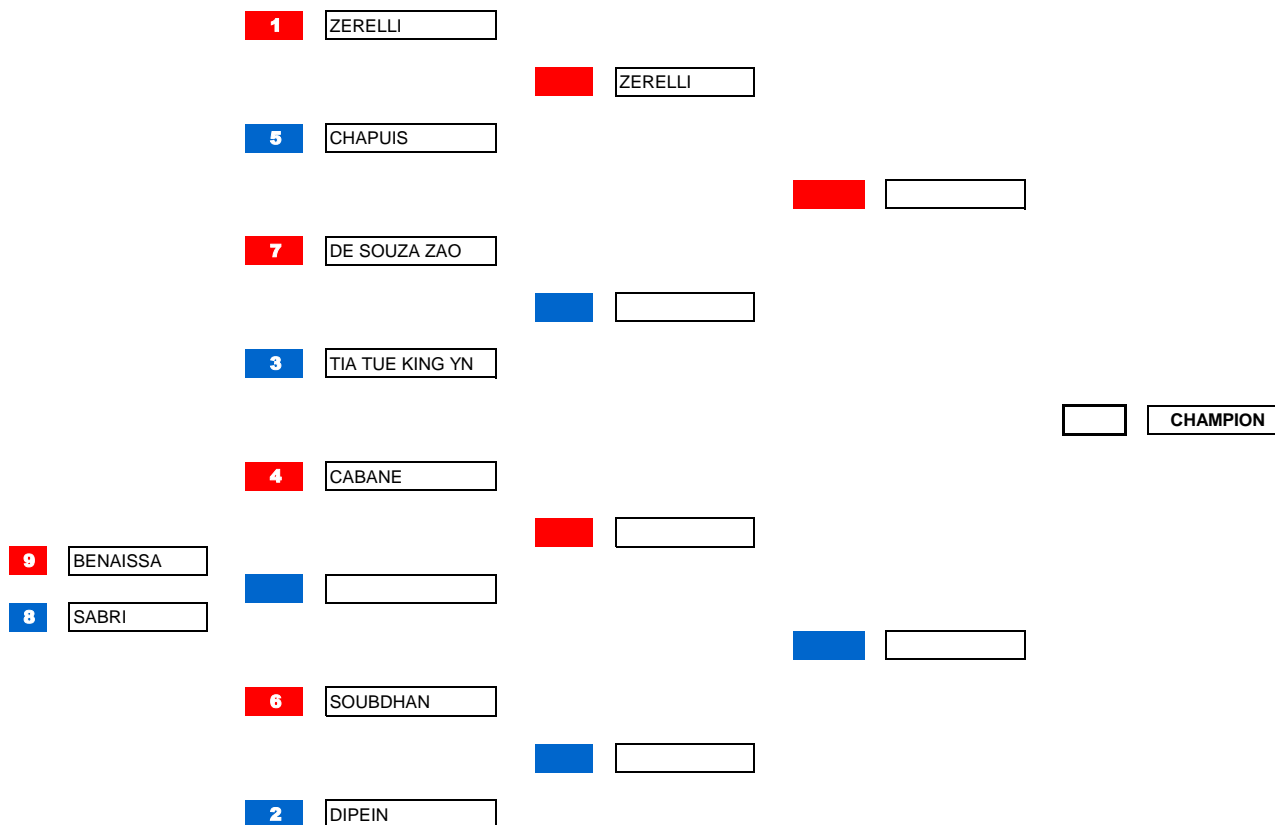 1 ZERELLI
ZERELLI
5 CHAPUIS
7 DE SOUZA ZAO
3 TIA TUE KING YN
CHAMPION
4 CABANE
9 BENAISSA
8 SABRI
6 SOUBDHAN
2 DIPEIN